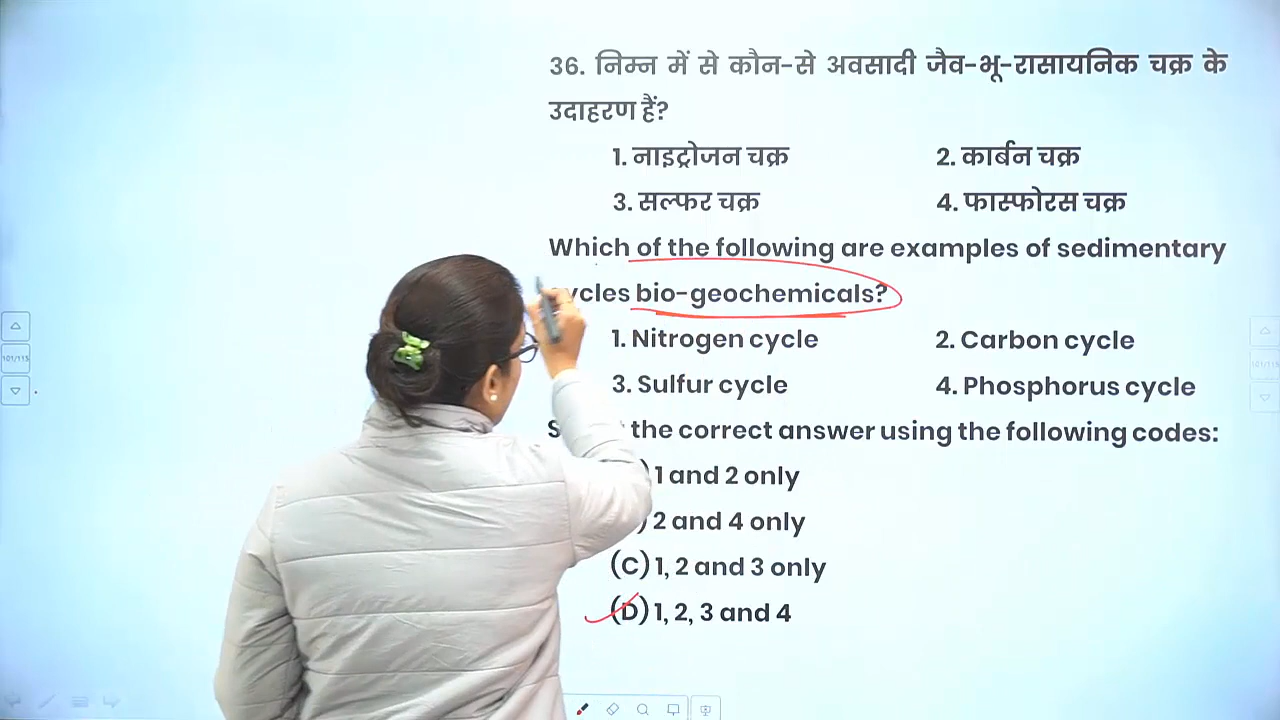 36. निम्न में से कौन-से अवसादी जैव-भू-रासायनिक चक्र के
उदाहरण हैं?
1. नाइट्रोजन चक्र 2. कार्बन चक्र
3. सल्फर चक्र 4. फास्फोरस चक्र
Which of the following are examples of sedimentary
bio-geochemicals?
1. Nitrogen cycle 2. Carbon cycle
3. Sulfur cycle 4. Phosphorus cycle
the correct answer using the following codes:
1 and 2 only
2 and 4 only
(C) 1, 2 and 3 only
(D) 1, 2, 3 and 4
101/113